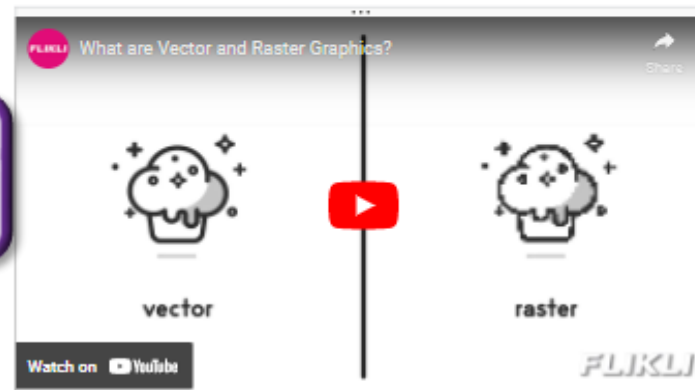 FLIKLI What are Vector and Raster Graphics?
Share
vector raster
Watch on YouTube
FLIKLI